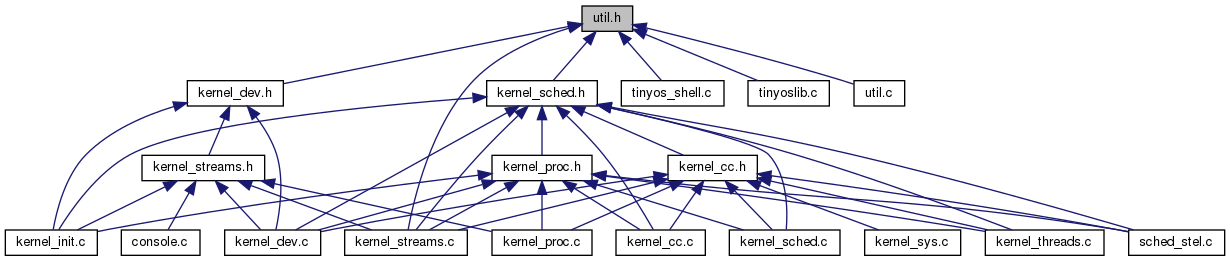 util.h
kernel_dev.h
kernel_sched.h
tinyos_shell.c
tinyoslib.c
util.c
kernel_streams.h
kernel_proc.h
kernel_cc.h
kernel_init.c
console.c
kernel_dev.c
kernel_streams.c
kernel_proc.c
kernel_cc.c
kernel_sched.c
kernel_sys.c
kernel_threads.c
sched_stel.c